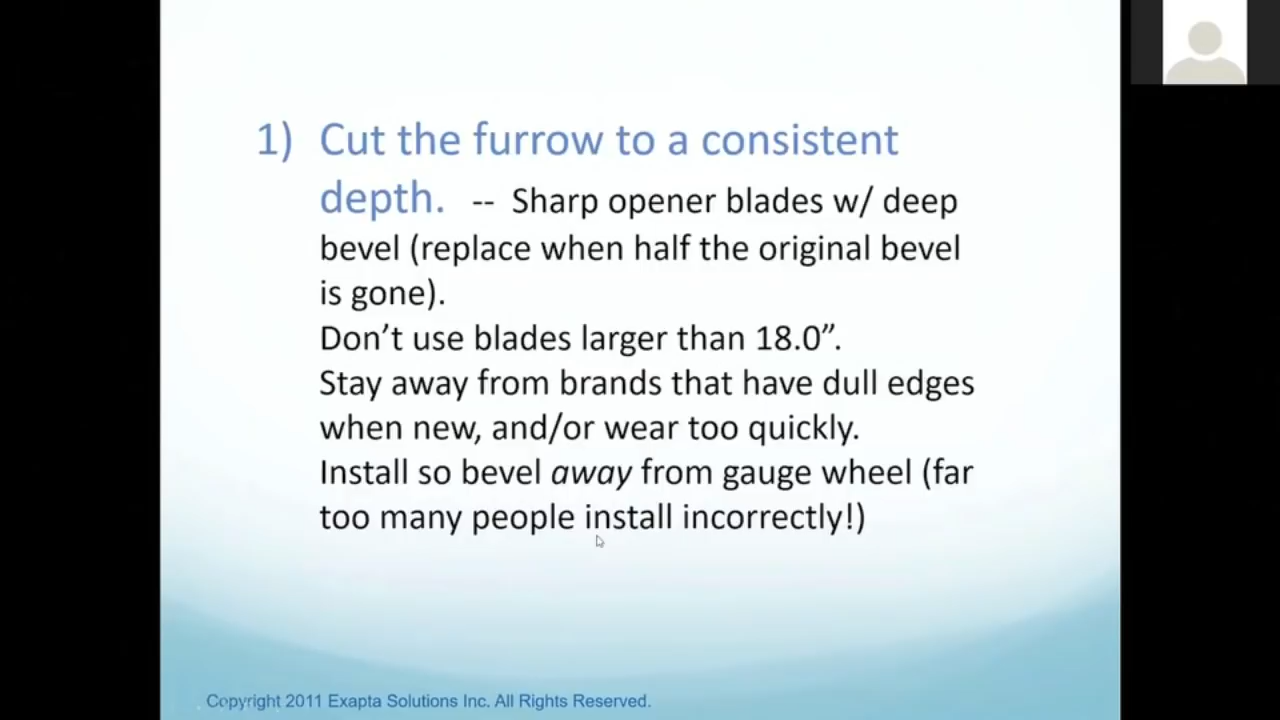 1) Cut the furrow to a consistent
depth. -- Sharp opener blades w/ deep
bevel (replace when half the original bevel
is gone).
Don’t use blades larger than 18.0”.
Stay away from brands that have dull edges
when new, and/or wear too quickly.
Install so bevel away from gauge wheel (far
too many people install incorrectly!)
Copyright 2011 Exapta Solutions Inc. All Rights Reserved.